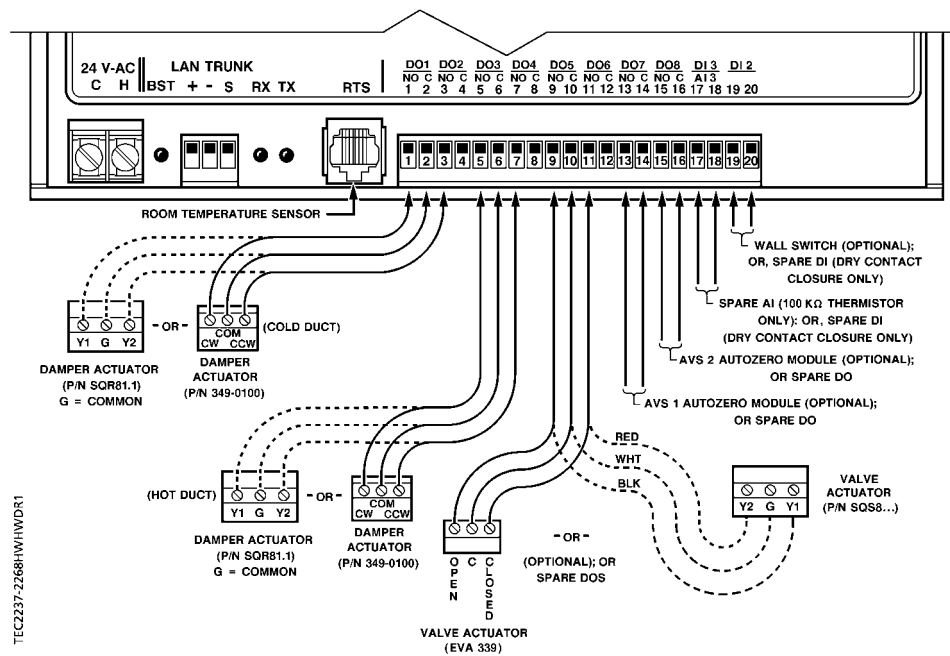 24 V-AC LAN TRUNK DO1 DO2 DO3 DO4 DO5 DO6 DO7 DO8 DI 3 DI 2
NO C NO C NO C NO C NO C NO C NO C NO C AI 3
C H BST + - S RX TX RTS 1 2 3 4 5 6 7 8 9 10 11 12 13 14 15 16 17 18 19 20
1 2 3 4 5 6 7 8 9 10 11 12 13 14 15 16 17 18 19 20
ROOM TEMPERATURE SENSOR
WALL SWITCH (OPTIONAL);
OR, SPARE DI (DRY CONTACT
CLOSURE ONLY)
SPARE AI (100 KΩ THERMISTOR
ONLY): OR, SPARE DI
(DRY CONTACT CLOSURE ONLY)
AVS 2 AUTOZERO MODULE (OPTIONAL);
OR SPARE DO
AVS 1 AUTOZERO MODULE (OPTIONAL);
OR SPARE DO
Y1 G Y2
- OR -
COM
CW CCW
(COLD DUCT)
DAMPER ACTUATOR
(P/N SQR81.1)
G = COMMON
DAMPER
ACTUATOR
(P/N 349-0100)
(HOT DUCT)
Y1 G Y2
- OR -
COM
CW CCW
DAMPER ACTUATOR
(P/N SQR81.1)
G = COMMON
DAMPER
ACTUATOR
(P/N 349-0100)
RED
WHT
BLK
Y2 G Y1
VALVE
ACTUATOR
(P/N SQS8...)
- OR -
(OPTIONAL); OR
SPARE DOS
OPEN
C
CLOSED
VALVE ACTUATOR
(EVA 339)
TEC2237-2268HWHWDR1